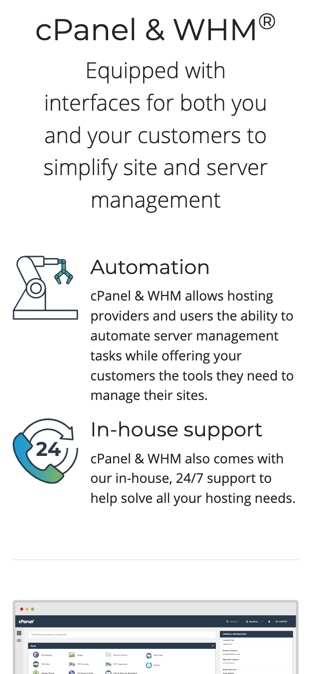 cPanel & WHM®
Equipped with
interfaces for both you
and your customers to
simplify site and server
management
Automation
cPanel & WHM allows hosting
providers and users the ability to
automate server management
tasks while offering your
customers the tools they need to
manage their sites.
24
In-house support
cPanel & WHM also comes with
our in-house, 24/7 support to
help solve all your hosting needs.
cPanel